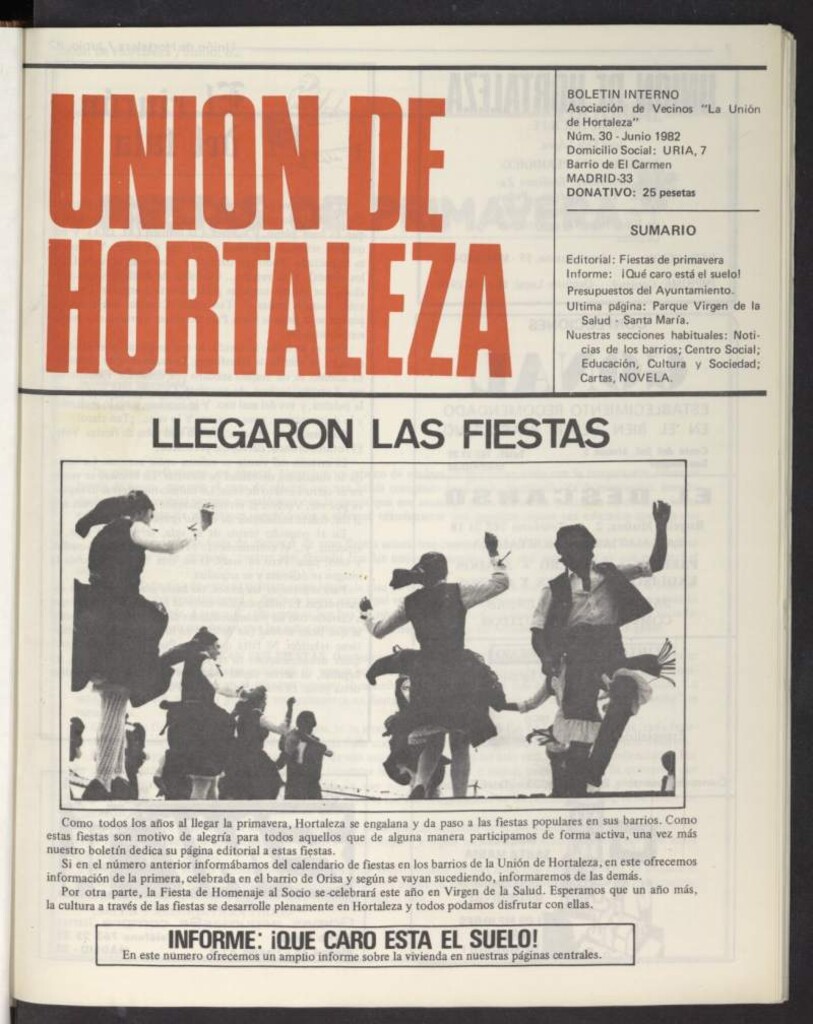 UNION DE
HORTALEZA
BOLETIN INTERNO
Asociación de Vecinos "La Unión
de Hortaleza"
Núm. 30 - Junio 1982
Domicilio Social: URIA, 7
Barrio de El Carmen
MADRID-33
DONATIVO: 25 pesetas
SUMARIO
Editorial: Fiestas de primavera
Informe: ¡Qué caro está el suelo!
Presupuestos del Ayuntamiento.
Ultima página: Parque Virgen de la
Salud - Santa María.
Nuestras secciones habituales: Noti-
cias de los barrios; Centro Social;
Educación, Cultura y Sociedad;
Cartas, NOVELA.
LLEGARON LAS FIESTAS
Como todos los años al llegar la primavera, Hortaleza se engalana y da paso a las fiestas populares en sus barrios. Como
estas fiestas son motivo de alegría para todos aquellos que de alguna manera participamos de forma activa, una vez más
nuestro boletín dedica su página editorial a estas fiestas.
Si en el número anterior informábamos del calendario de fiestas en los barrios de la Unión de Hortaleza, en este ofrecemos
información de la primera, celebrada en el barrio de Orisa y según se vayan sucediendo, informaremos de las demás.
Por otra parte, la Fiesta de Homenaje al Socio se celebrará este año en Virgen de la Salud. Esperamos que un año más,
la cultura a través de las fiestas se desarrolle plenamente en Hortaleza y todos podamos disfrutar con ellas.
INFORME: ¡QUE CARO ESTA EL SUELO!
En este número ofrecemos un amplio informe sobre la vivienda en nuestras páginas centrales.